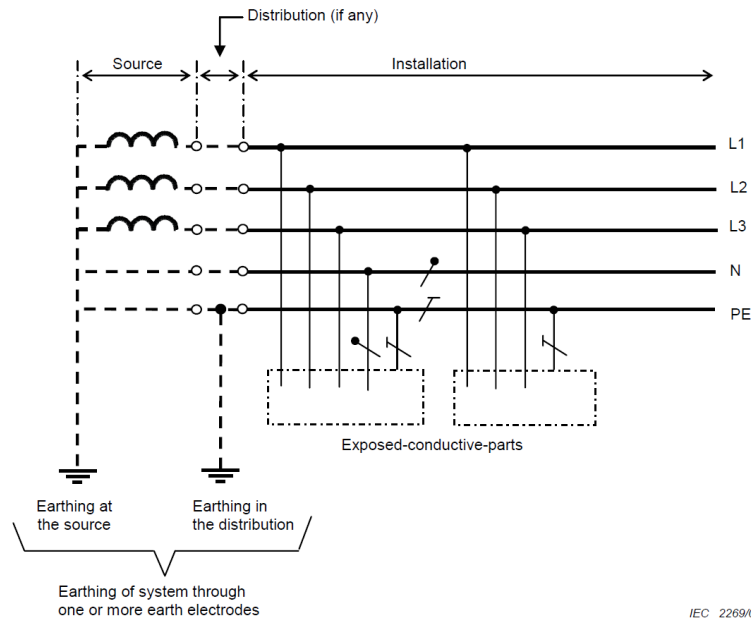 Distribution (if any)
Source
Installation
L1
L2
L3
N
PE
Exposed-conductive-parts
Earthing at
the source
Earthing in
the distribution
Earthing of system through
one or more earth electrodes
IEC 2269/